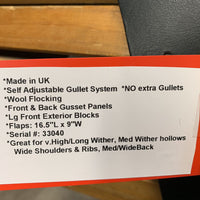 *Made in UK
*Self Adjustable Gullet System *NO extra Gullets
*Wool Flocking
*Front & Back Gusset Panels
*Lg Front Exterior Blocks
*Flaps: 16.5"L x 9"W
*Serial #: 33040
*Great for v.High/Long Wither, Med Wither hollows
Wide Shoulders & Ribs, Med/WideBack